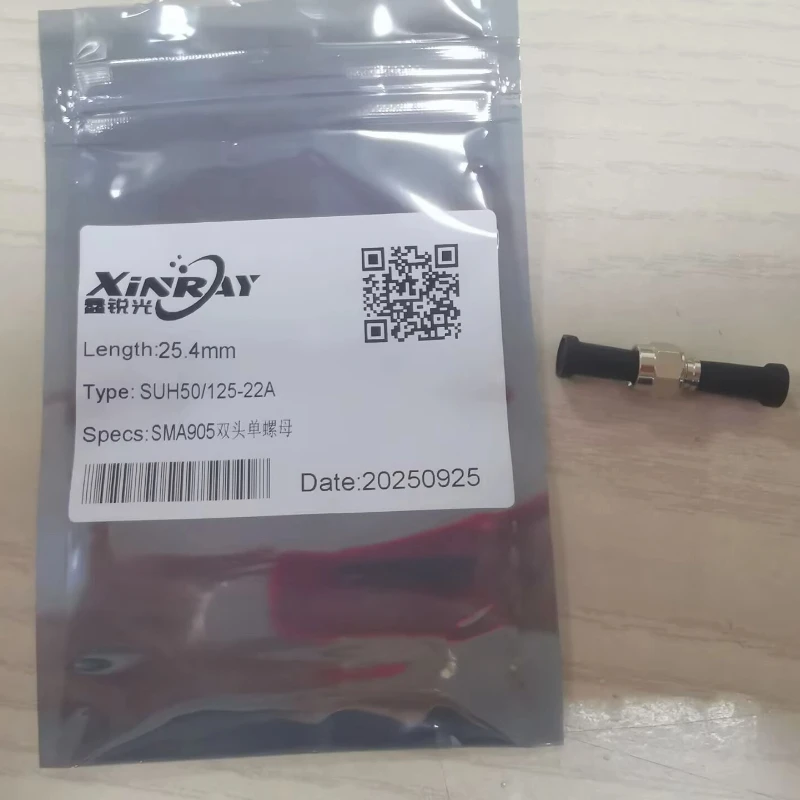 XiNRAY
鑫锐光
Length:25.4mm
Type: SUH50/125-22A
Specs:SMA905双头单螺母
Date:20250925